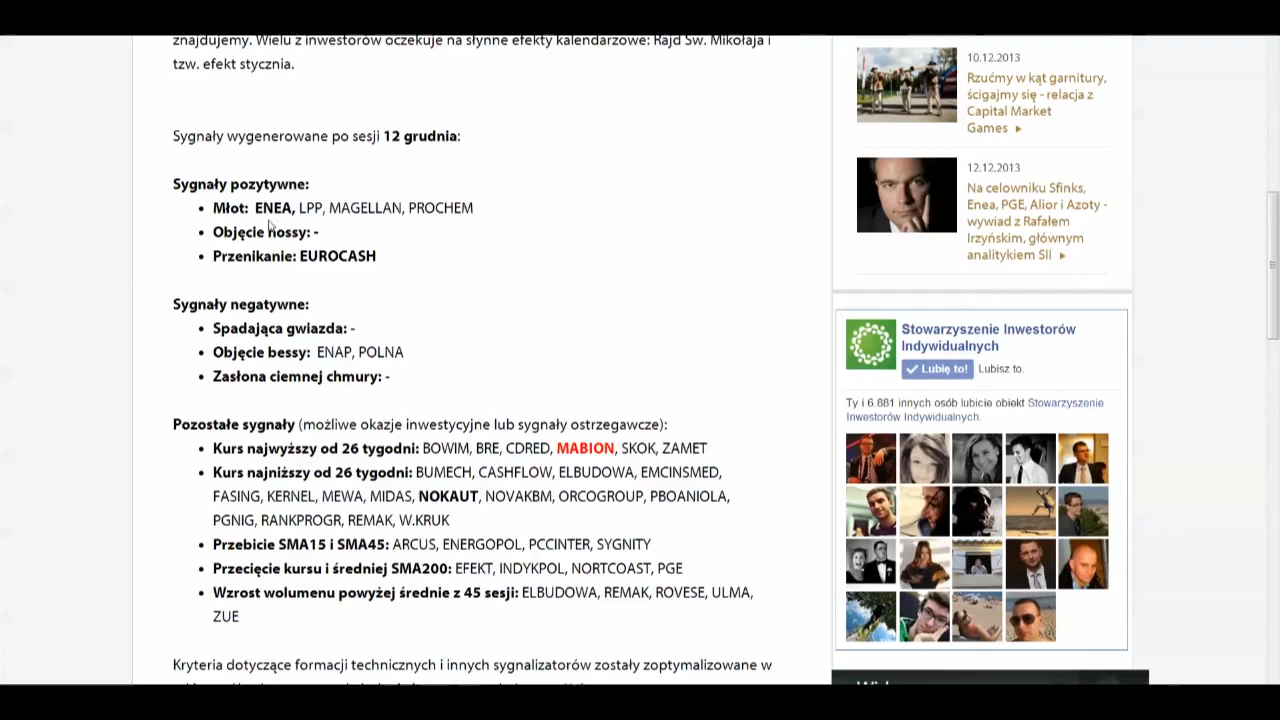 znajdujemy. Wielu z inwestorów oczekuje na słynne efekty kalendarzowe: Rajd Św. Mikołaja i
tzw. efekt stycznia.
Sygnały wygenerowane po sesji 12 grudnia:
Sygnały pozytywne:
• Młot: ENEA, LPP, MAGELLAN, PROCHEM
• Objęcie hossy: -
• Przenikanie: EUROCASH
Sygnały negatywne:
• Spadająca gwiazda: -
• Objęcie bessy: ENAP, POLNA
• Zasłona ciemnej chmury: -
Pozostałe sygnały (możliwe okazje inwestycyjne lub sygnały ostrzegawcze):
• Kurs najwyższy od 26 tygodni: BOWIM, BRE, CDRED, MABION, SKOK, ZAMET
• Kurs najniższy od 26 tygodni: BUMECH, CASHFLOW, ELBUDOWA, EMCINSMED,
FASING, KERNEL, MEWA, MIDAS, NOKAUT, NOVAKBM, ORCOGROUP, PBOANIOLA,
PGNIG, RANKPROGR, REMAK, W.KRUK
• Przebicie SMA15 i SMA45: ARCUS, ENERGOPOL, PCCINTER, SYGNITY
• Przecięcie kursu i średniej SMA200: EFEKT, INDYKPOL, NORTCOAST, PGE
• Wzrost wolumenu powyżej średnie z 45 sesji: ELBUDOWA, REMAK, ROVESE, ULMA,
ZUE
Kryteria dotyczące formacji technicznych i innych sygnalizatorów zostały zoptymalizowane w
10.12.2013
Rzućmy w kąt garnitury,
ścigajmy się - relacja z
Capital Market
Games
12.12.2013
Na celowniku Sfinks,
Enea, PGE, Alior i Azoty -
wywiad z Rafałem
Irzyńskim, głównym
analitykiem SII
Stowarzyszenie Inwestorów
Indywidualnych
Lubię to! Lubisz to.
Ty i 6.881 innych osób lubicie obiekt Stowarzyszenie
Inwestorów Indywidualnych.